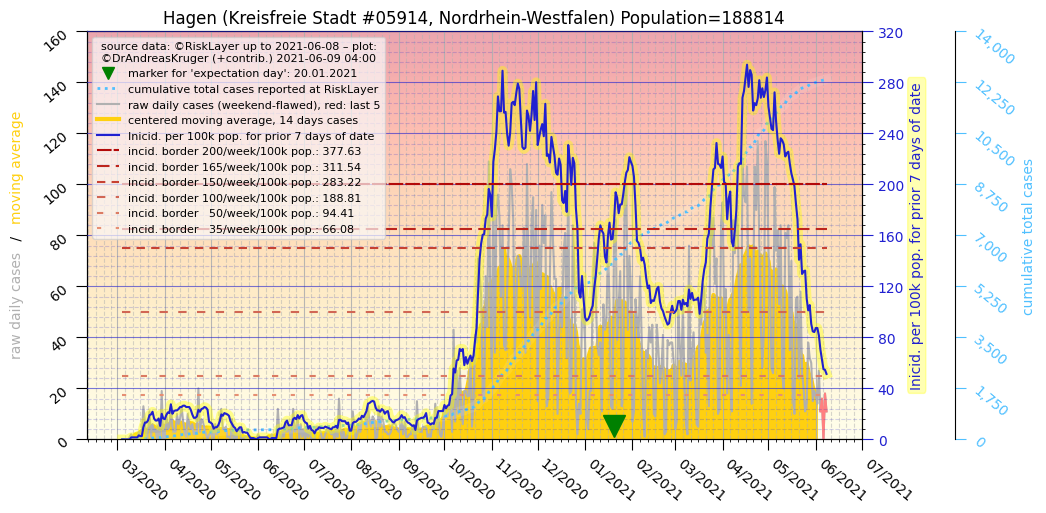 Hagen (Kreisfreie Stadt #05914, Nordrhein-Westfalen) Population=188814
source data: ©RiskLayer up to 2021-06-08 – plot:
©DrAndreasKruger (+contrib.) 2021-06-09 04:00
marker for 'expectation day': 20.01.2021
cumulative total cases reported at RiskLayer
raw daily cases (weekend-flawed), red: last 5
centered moving average, 14 days cases
Inicid. per 100k pop. for prior 7 days of date
incid. border 200/week/100k pop.: 377.63
incid. border 165/week/100k pop.: 311.54
incid. border 150/week/100k pop.: 283.22
incid. border 100/week/100k pop.: 188.81
incid. border   50/week/100k pop.: 94.41
incid. border   35/week/100k pop.: 66.08
raw daily cases / moving average
160
140
120
100
80
60
40
20
0
320
280
240
200
160
120
80
40
0
Inicid. per 100k pop. for prior 7 days of date
14,000
12,250
10,500
8,750
7,000
5,250
3,500
1,750
0
cumulative total cases
03/2020
04/2020
05/2020
06/2020
07/2020
08/2020
09/2020
10/2020
11/2020
12/2020
01/2021
02/2021
03/2021
04/2021
05/2021
06/2021
07/2021